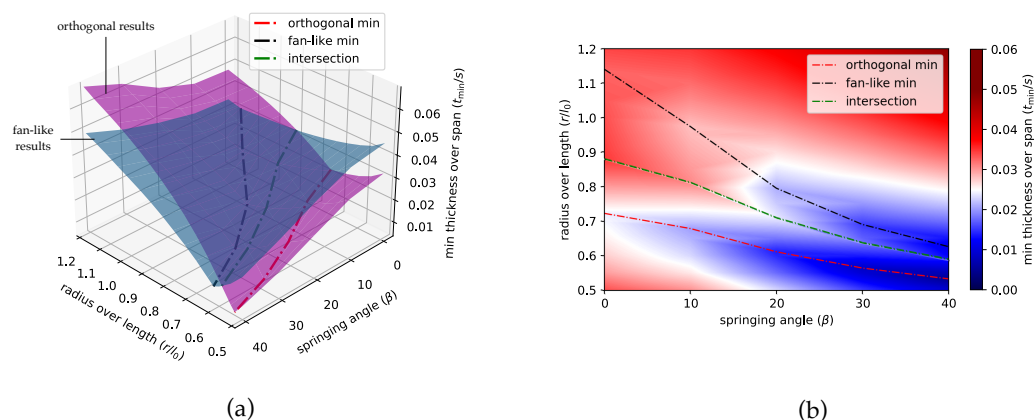 orthogonal results
fan-like
results
orthogonal min
fan-like min
intersection
0.06
0.05
0.04
0.03
0.02
0.01
min thickness over span (t_min/s)
1.2
1.1
1.0
0.9
0.8
0.7
0.6
0.5
radius over length (r/l₀)
40
30
20
10
0
springing angle (β)
(a)
1.2
1.1
1.0
0.9
0.8
0.7
0.6
0.5
radius over length (r/l₀)
0
10
20
30
40
springing angle (β)
orthogonal min
fan-like min
intersection
0.06
0.05
0.04
0.03
0.02
0.01
0.00
min thickness over span (t_min/s)
(b)